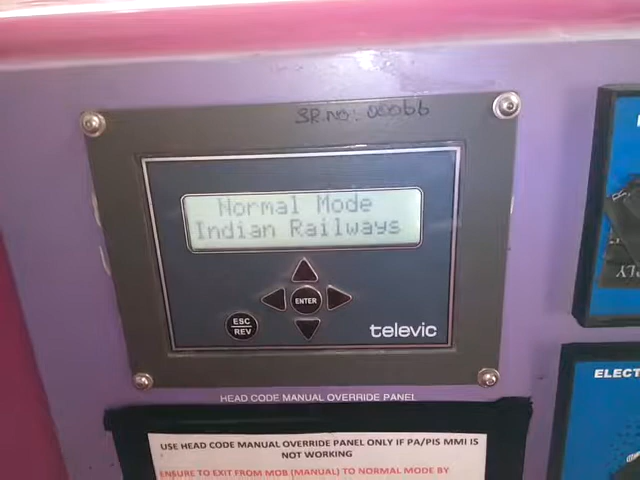 SR.NO: 00066
Normal Mode
Indian Railways
ENTER
ESC
REV
televic
HEAD CODE MANUAL OVERRIDE PANEL
ELECT
USE HEAD CODE MANUAL OVERRIDE PANEL ONLY IF PA/PIS MMI IS
NOT WORKING
ENSURE TO EXIT FROM MOB (MANUAL) TO NORMAL MODE BY